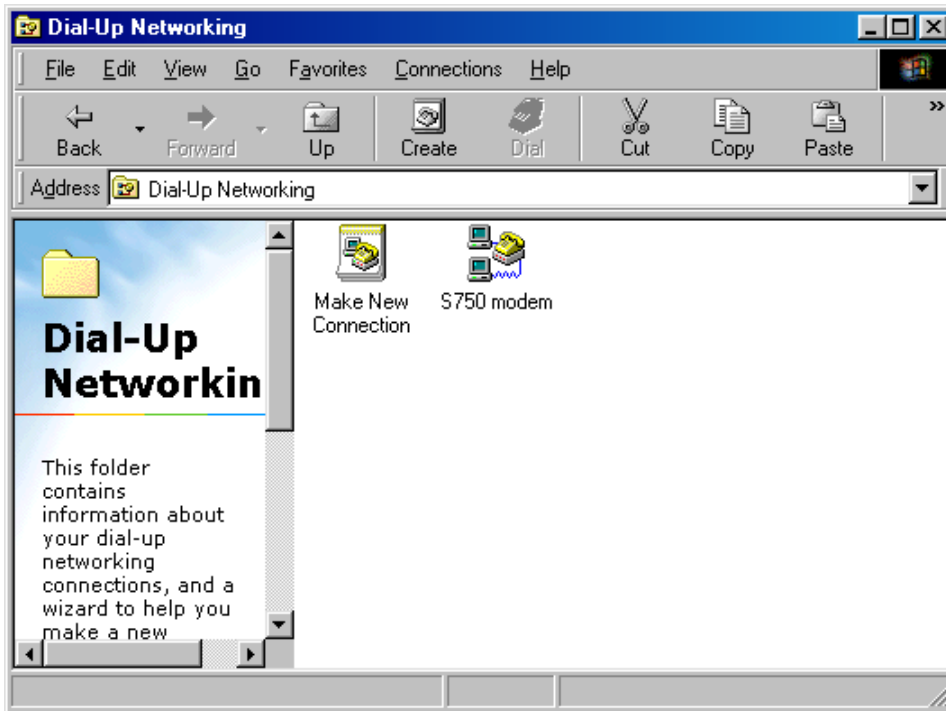 Dial-Up Networking
File Edit View Go Favorites Connections Help
Back Forward Up Create Dial Cut Copy Paste »
Address Dial-Up Networking
Dial-Up
Networkin
This folder
contains
information about
your dial-up
networking
connections, and a
wizard to help you
make a new
Make New
Connection
S750 modem